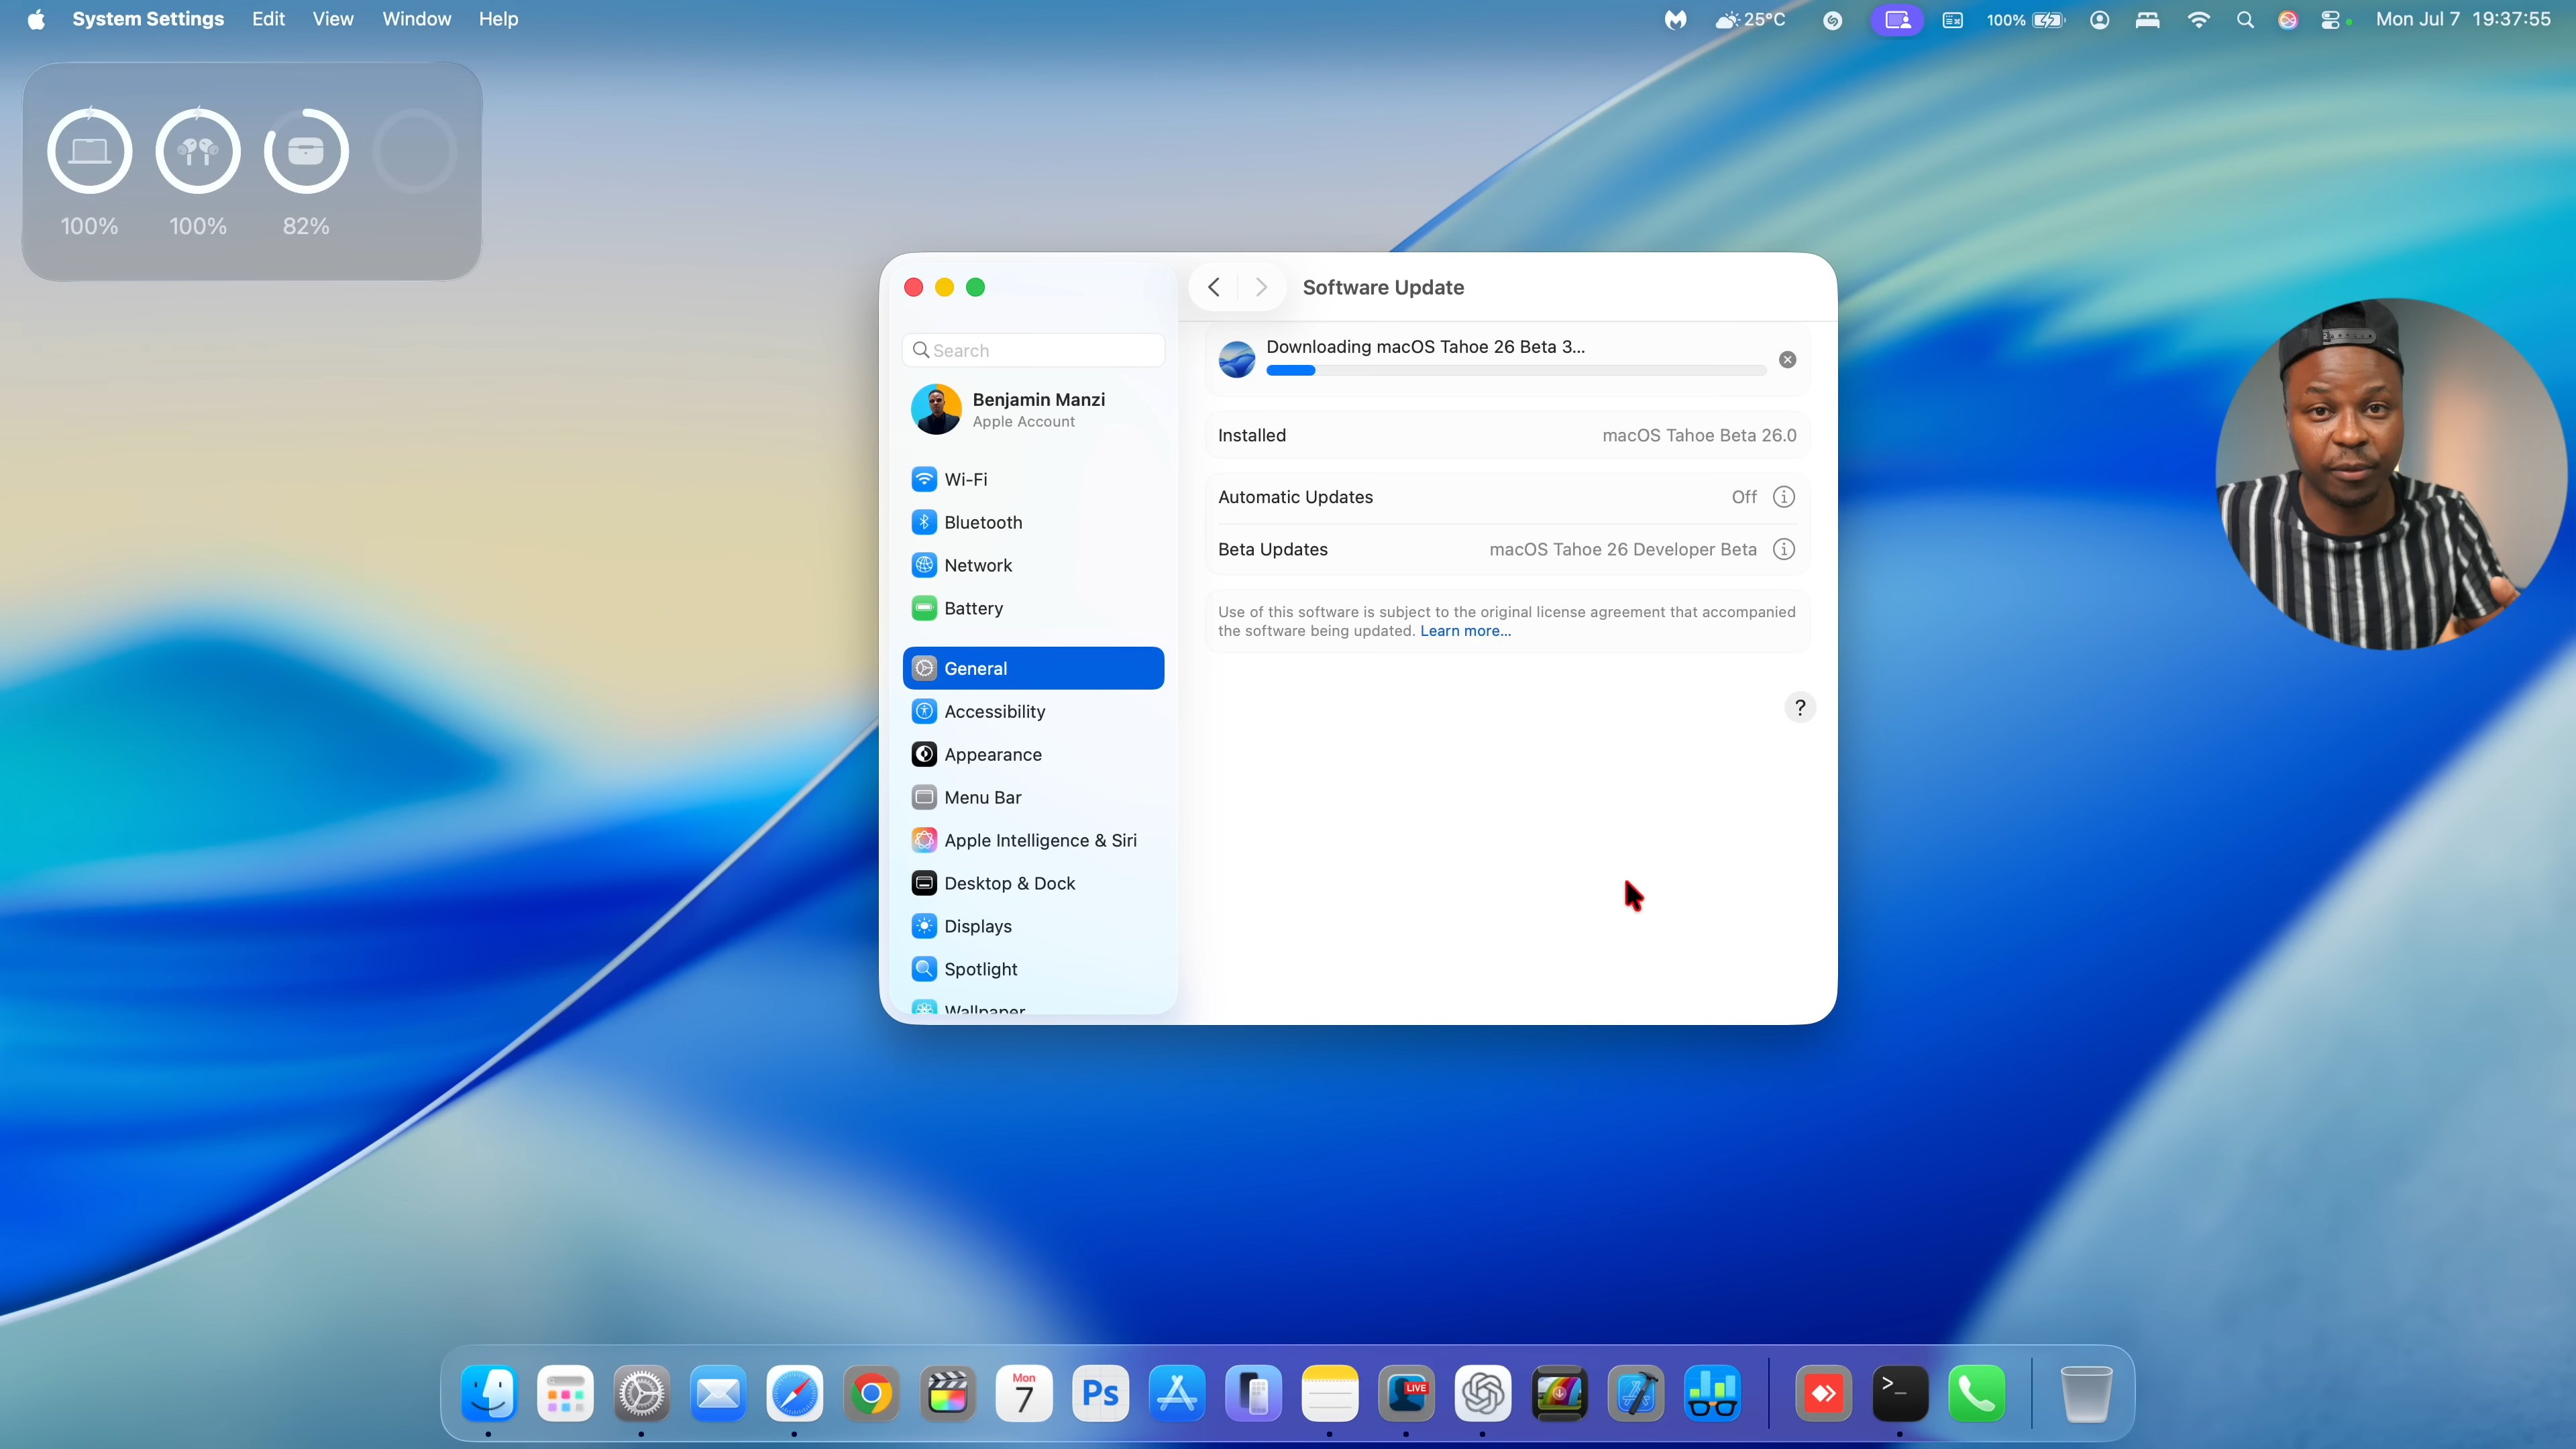 System Settings Edit View Window Help
25°C 100% Mon Jul 7 19:37:55
100% 100% 82%
Software Update
Search
Benjamin Manzi
Apple Account
Wi-Fi
Bluetooth
Network
Battery
General
Accessibility
Appearance
Menu Bar
Apple Intelligence & Siri
Desktop & Dock
Displays
Spotlight
Wallpaper
Downloading macOS Tahoe 26 Beta 3...
Installed macOS Tahoe Beta 26.0
Automatic Updates Off
Beta Updates macOS Tahoe 26 Developer Beta
Use of this software is subject to the original license agreement that accompanied
the software being updated. Learn more...
?
Mon
7
Ps
LIVE
>_